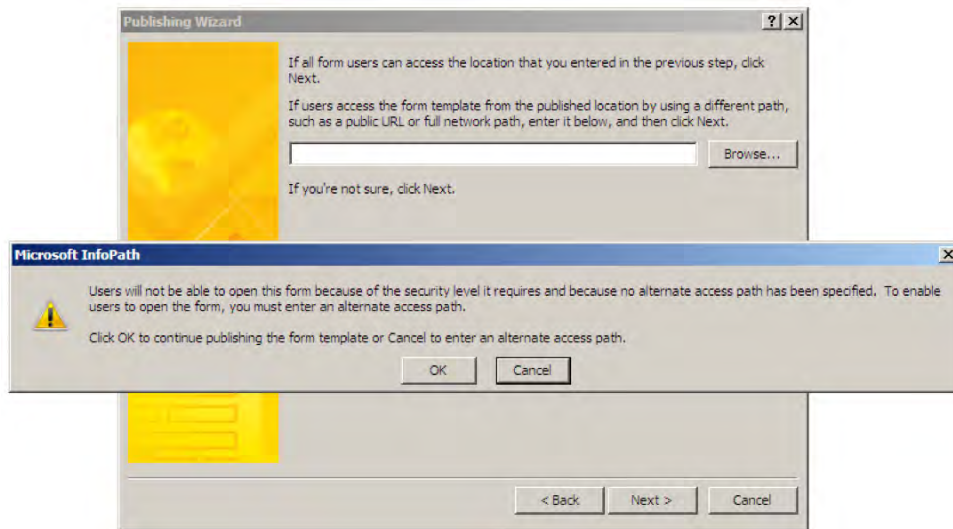 Publishing Wizard
If all form users can access the location that you entered in the previous step, click
Next.
If users access the form template from the published location by using a different path,
such as a public URL or full network path, enter it below, and then click Next.
Browse...
If you're not sure, click Next.
Microsoft InfoPath
Users will not be able to open this form because of the security level it requires and because no alternate access path has been specified. To enable
users to open the form, you must enter an alternate access path.
Click OK to continue publishing the form template or Cancel to enter an alternate access path.
OK Cancel
< Back Next > Cancel